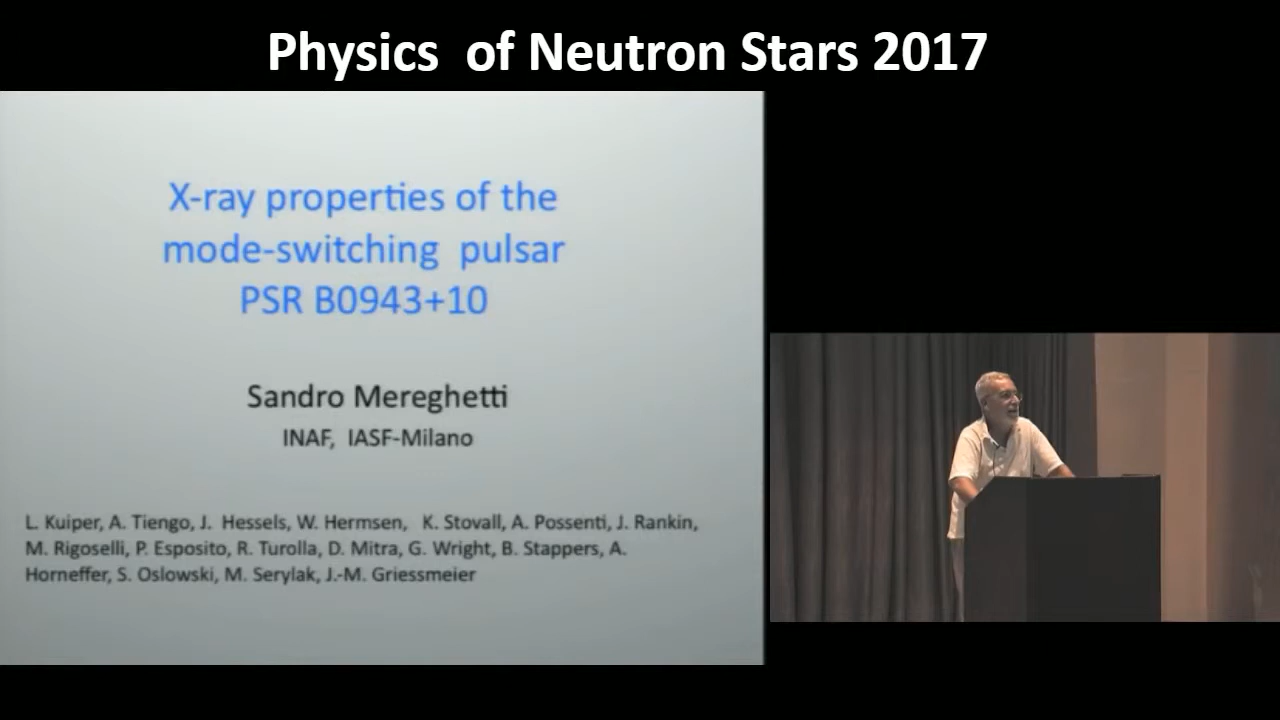 Physics of Neutron Stars 2017
X-ray properties of the
mode-switching pulsar
PSR B0943+10
Sandro Mereghetti
INAF, IASF-Milano
L. Kuiper, A. Tiengo, J. Hessels, W. Hermsen, K. Stovall, A. Possenti, J. Rankin,
M. Rigoselli, P. Esposito, R. Turolla, D. Mitra, G. Wright, B. Stappers, A.
Horneffer, S. Oslowski, M. Serylak, J.-M. Griessmeier